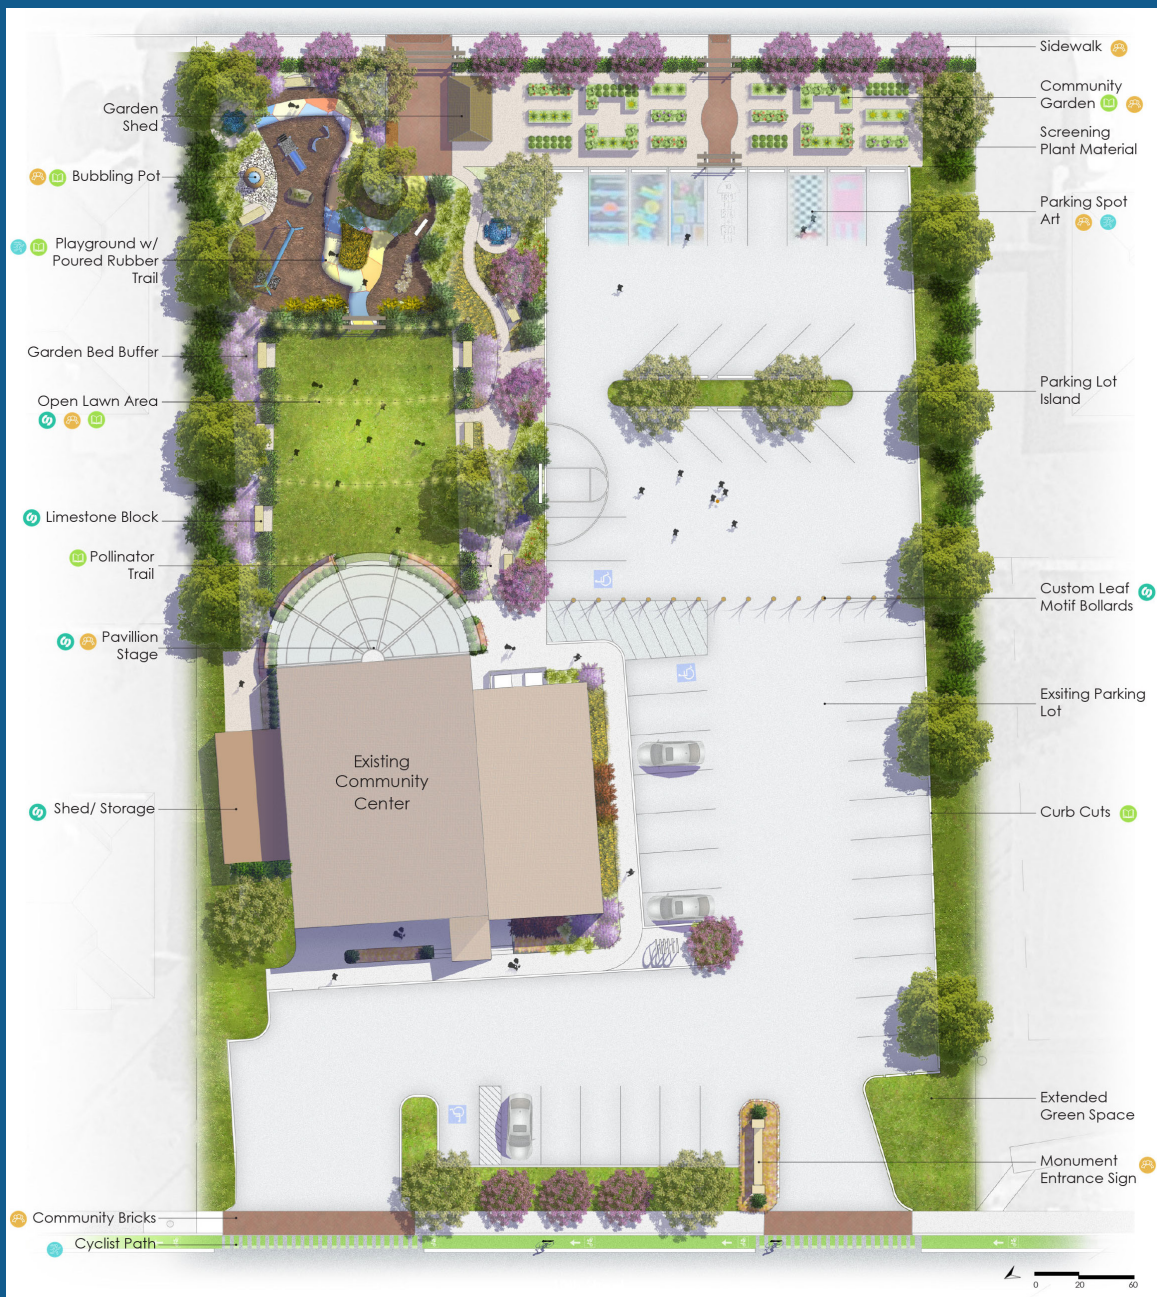 Sidewalk
Community
Garden
Screening
Plant Material
Parking Spot
Art
Parking Lot
Island
Custom Leaf
Motif Bollards
Exsiting Parking
Lot
Curb Cuts
Extended
Green Space
Monument
Entrance Sign
Garden
Shed
Bubbling Pot
Playground w/
Poured Rubber
Trail
Garden Bed Buffer
Open Lawn Area
Limestone Block
Pollinator
Trail
Pavillion
Stage
Shed/ Storage
Community Bricks
Cyclist Path
Existing
Community
Center
0 20 60